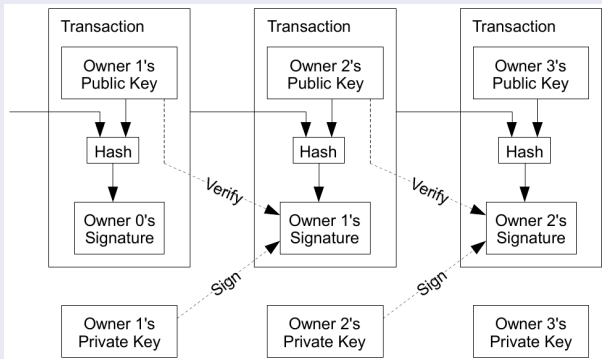 Transaction
Transaction
Transaction
Owner 1's
Public Key
Owner 2's
Public Key
Owner 3's
Public Key
Hash
Hash
Hash
Verify
Verify
Owner 0's
Signature
Owner 1's
Signature
Owner 2's
Signature
Sign
Sign
Owner 1's
Private Key
Owner 2's
Private Key
Owner 3's
Private Key